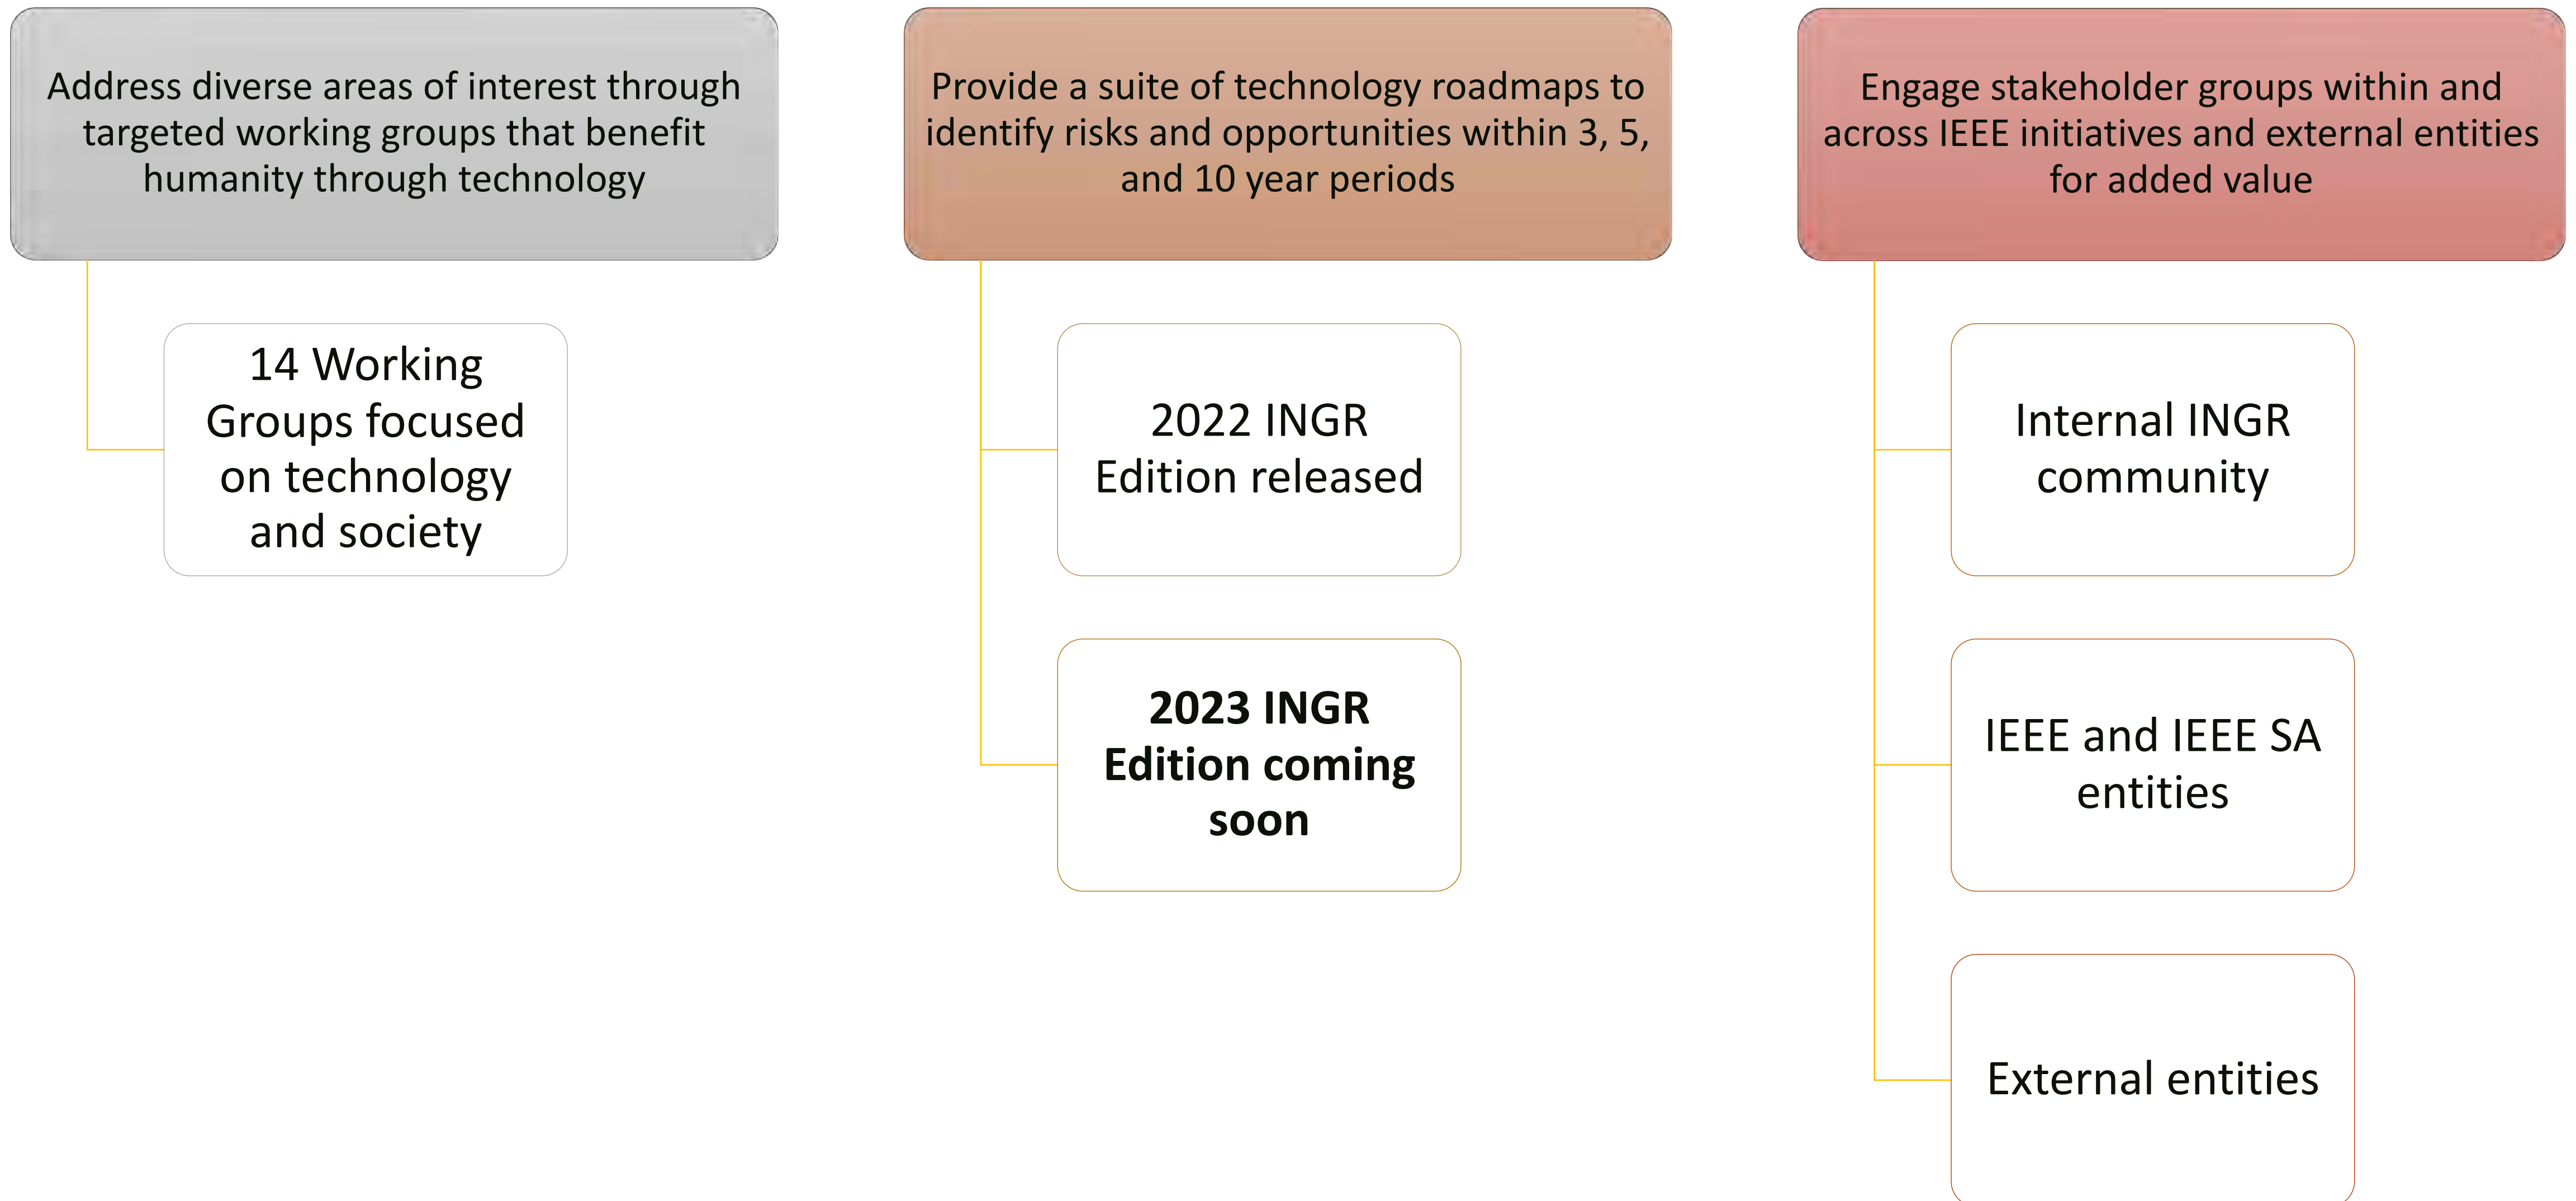 Address diverse areas of interest through
targeted working groups that benefit
humanity through technology
14 Working
Groups focused
on technology
and society
Provide a suite of technology roadmaps to
identify risks and opportunities within 3, 5,
and 10 year periods
2022 INGR
Edition released
2023 INGR
Edition coming
soon
Engage stakeholder groups within and
across IEEE initiatives and external entities
for added value
Internal INGR
community
IEEE and IEEE SA
entities
External entities